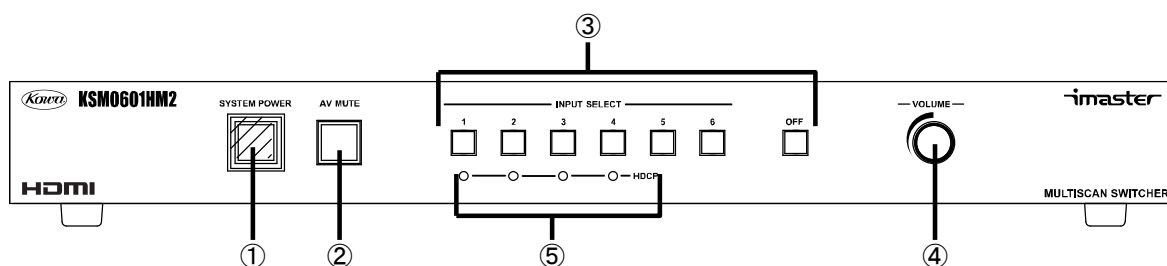 ③
Kowa KSM0601HM2
SYSTEM POWER
AV MUTE
INPUT SELECT
1 2 3 4 5 6 OFF
VOLUME
imaster
HDCP
HDMI
MULTISCAN SWITCHER
① ② ⑤ ④